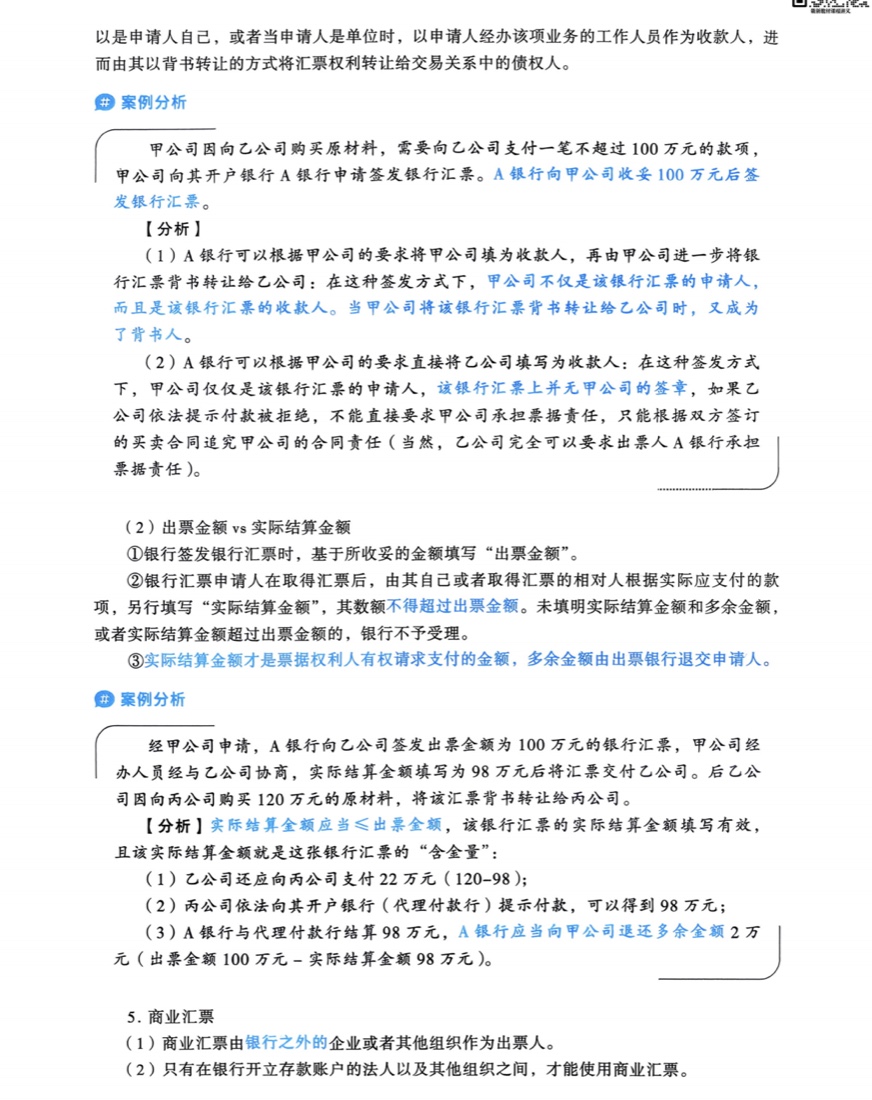 以是申请人自己，或者当申请人是单位时，以申请人经办该项业务的工作人员作为收款人，进
而由其以背书转让的方式将汇票权利转让给交易关系中的债权人。
# 案例分析
甲公司因向乙公司购买原材料，需要向乙公司支付一笔不超过 100 万元的款项，
甲公司向其开户银行 A 银行申请签发银行汇票。A 银行向甲公司收妥 100 万元后签
发银行汇票。
【分析】
（1）A 银行可以根据甲公司的要求将甲公司填为收款人，再由甲公司进一步将银
行汇票背书转让给乙公司：在这种签发方式下，甲公司不仅是该银行汇票的申请人，
而且是该银行汇票的收款人。当甲公司将该银行汇票背书转让给乙公司时，又成为
了背书人。
（2）A 银行可以根据甲公司的要求直接将乙公司填写为收款人：在这种签发方式
下，甲公司仅仅是该银行汇票的申请人，该银行汇票上并无甲公司的签章，如果乙
公司依法提示付款被拒绝，不能直接要求甲公司承担票据责任，只能根据双方签订
的买卖合同追究甲公司的合同责任（当然，乙公司完全可以要求出票人 A 银行承担
票据责任）。
（2）出票金额 vs 实际结算金额
①银行签发银行汇票时，基于所收妥的金额填写“出票金额”。
②银行汇票申请人在取得汇票后，由其自己或者取得汇票的相对人根据实际应支付的款
项，另行填写“实际结算金额”，其数额不得超过出票金额。未填明实际结算金额和多余金额，
或者实际结算金额超过出票金额的，银行不予受理。
③实际结算金额才是票据权利人有权请求支付的金额，多余金额由出票银行退交申请人。
# 案例分析
经甲公司申请，A 银行向乙公司签发出票金额为 100 万元的银行汇票，甲公司经
办人员经与乙公司协商，实际结算金额填写为 98 万元后将汇票交付乙公司。后乙公
司因向丙公司购买 120 万元的原材料，将该汇票背书转让给丙公司。
【分析】实际结算金额应当≤出票金额，该银行汇票的实际结算金额填写有效，
且该实际结算金额就是这张银行汇票的“含金量”：
（1）乙公司还应向丙公司支付 22 万元（120–98）；
（2）丙公司依法向其开户银行（代理付款行）提示付款，可以得到 98 万元；
（3）A 银行与代理付款行结算 98 万元，A 银行应当向甲公司退还多余金额 2 万
元（出票金额 100 万元 – 实际结算金额 98 万元）。
5. 商业汇票
（1）商业汇票由银行之外的企业或者其他组织作为出票人。
（2）只有在银行开立存款账户的法人以及其他组织之间，才能使用商业汇票。